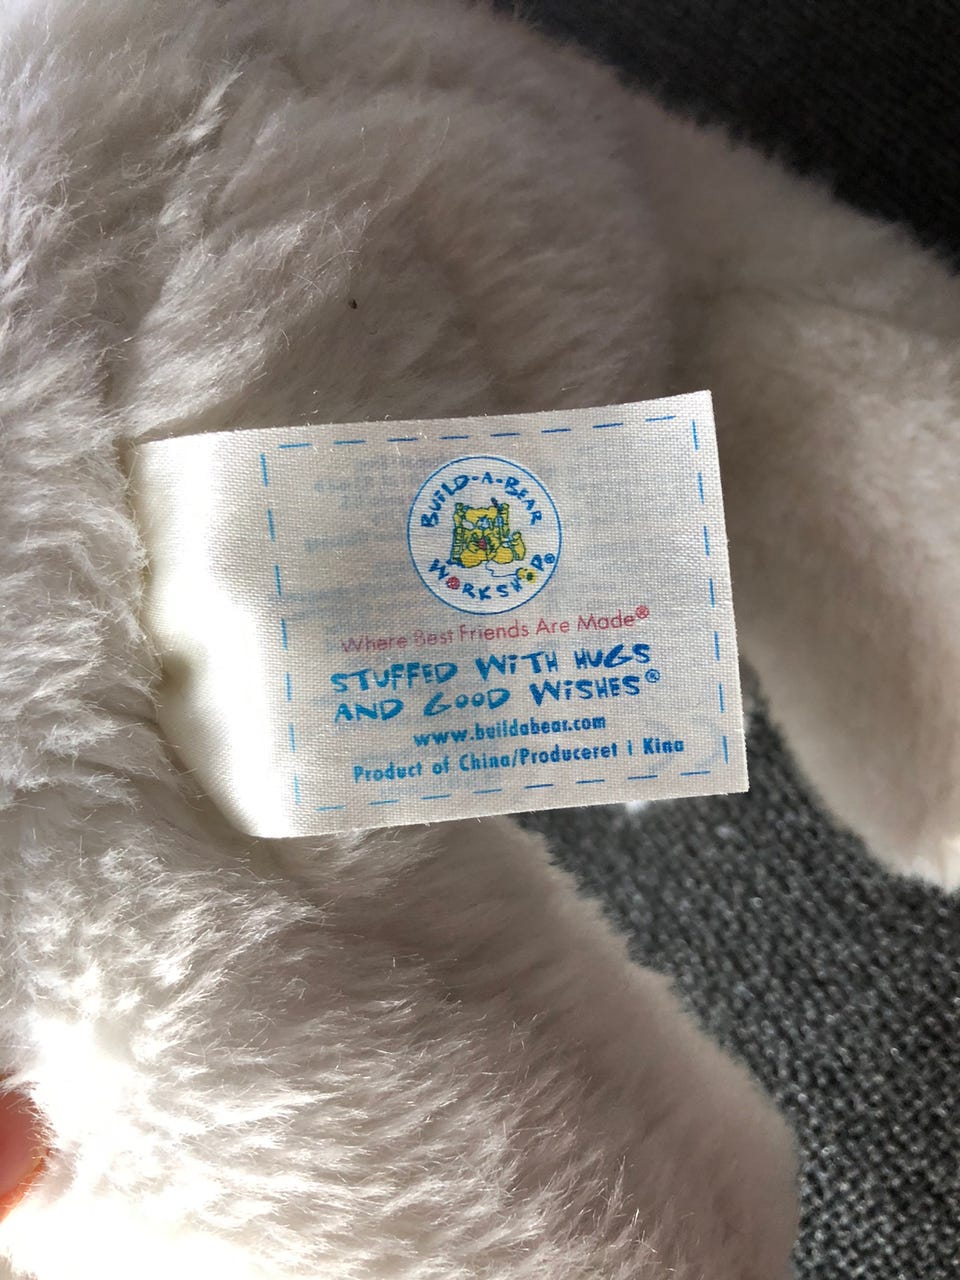 BUILD-A-BEAR
WORKSHOP®
Where Best Friends Are Made®
STUFFED WITH HUGS
AND GOOD WISHES®
www.buildabear.com
Product of China/Produceret i Kina